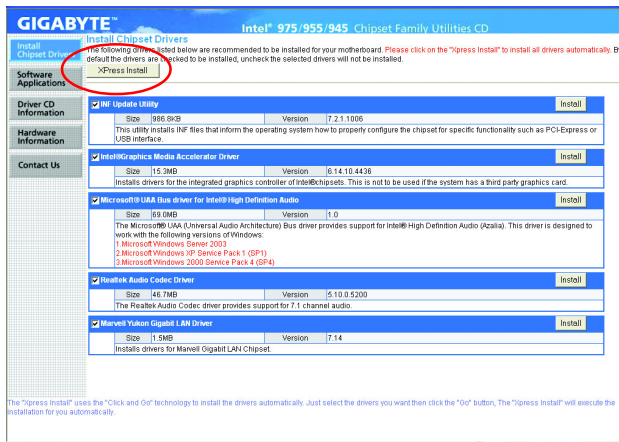 GIGABYTE™
Intel® 975/955/945 Chipset Family Utilities CD
Install
Chipset Drivers
Software
Applications
Driver CD
Information
Hardware
Information
Contact Us
Install Chipset Drivers
The following drivers listed below are recommended to be installed for your motherboard. Please click on the "Xpress Install" to install all drivers automatically. B
default the drivers are checked to be installed, uncheck the selected drivers will not be installed.
XPress Install
INF Update Utility Install
Size 986.8KB Version 7.2.1.1006
This utility installs INF files that inform the operating system how to properly configure the chipset for specific functionality such as PCI-Express or
USB interface.
Intel®Graphics Media Accelerator Driver Install
Size 15.3MB Version 6.14.10.4436
Installs drivers for the integrated graphics controller of Intel®chipsets. This is not to be used if the system has a third party graphics card.
Microsoft® UAA Bus driver for Intel® High Definition Audio Install
Size 69.0MB Version 1.0
The Microsoft® UAA (Universal Audio Architecture) Bus driver provides support for Intel® High Definition Audio (Azalia). This driver is designed to
work with the following versions of Windows:
1.Microsoft Windows Server 2003
2.Microsoft Windows XP Service Pack 1 (SP1)
3.Microsoft Windows 2000 Service Pack 4 (SP4)
Realtek Audio Codec Driver Install
Size 46.7MB Version 5.10.0.5200
The Realtek Audio Codec driver provides support for 7.1 channel audio.
Marvell Yukon Gigabit LAN Driver Install
Size 1.5MB Version 7.14
Installs drivers for Marvell Gigabit LAN Chipset.
The "Xpress Install" uses the "Click and Go" technology to install the drivers automatically. Just select the drivers you want then click the "Go" button, The "Xpress Install" will execute the
installation for you automatically.